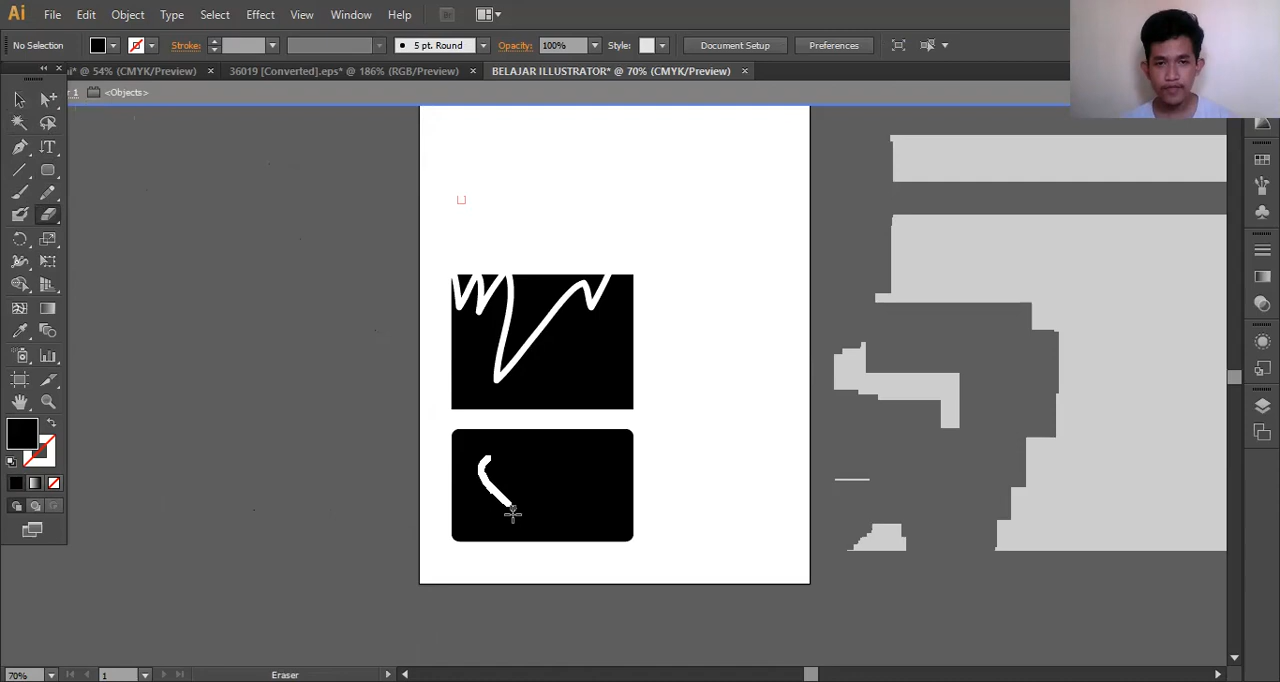 Ai File Edit Object Type Select Effect View Window Help
No Selection Stroke: 5 pt. Round Opacity: 100% Style: Document Setup Preferences
ai* @ 54% (CMYK/Preview) 36019 [Converted].eps* @ 186% (RGB/Preview) BELAJAR ILLUSTRATOR* @ 70% (CMYK/Preview)
1 <Objects>
70% 1 Eraser